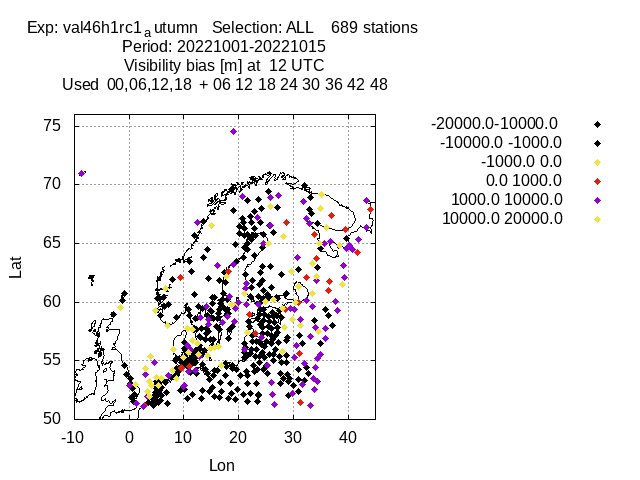 Exp: val46h1rc1a utumn Selection: ALL 689 stations
Period: 20221001-20221015
Visibility bias [m] at 12 UTC
Used 00,06,12,18 + 06 12 18 24 30 36 42 48
-20000.0-10000.0
-10000.0 -1000.0
-1000.0 0.0
0.0 1000.0
1000.0 10000.0
10000.0 20000.0
75
70
65
60
55
50
Lat
-10 0 10 20 30 40
Lon